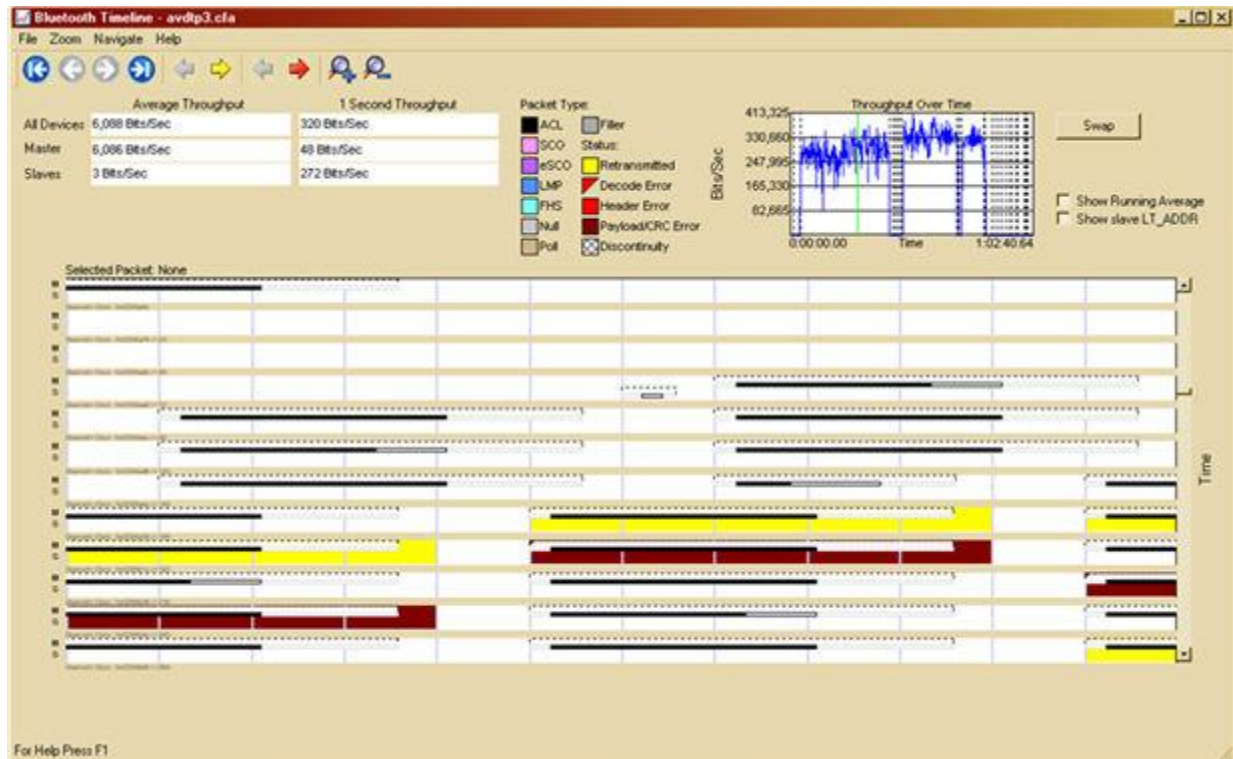 Bluetooth Timeline - avdtp3.cfa
File Zoom Navigate Help
Average Throughput 1 Second Throughput
All Devices 6,088 Bits/Sec 320 Bits/Sec
Master 6,086 Bits/Sec 48 Bits/Sec
Slaves 3 Bits/Sec 272 Bits/Sec
Packet Type:
ACL Filler
SCO Status:
eSCO Retransmitted
LMP Decode Error
FHS Header Error
Null Payload/CRC Error
Poll Discontinuity
Throughput Over Time
413,325
330,660
247,995
165,330
82,665
Bits/Sec
0:00:00.00 Time 1:02:40.64
Swap
Show Running Average
Show slave LT_ADDR
Selected Packet: None
M
S
M
S
M
S
M
S
M
S
M
S
M
S
M
S
M
S
M
S
M
S
M
S
Time
For Help Press F1